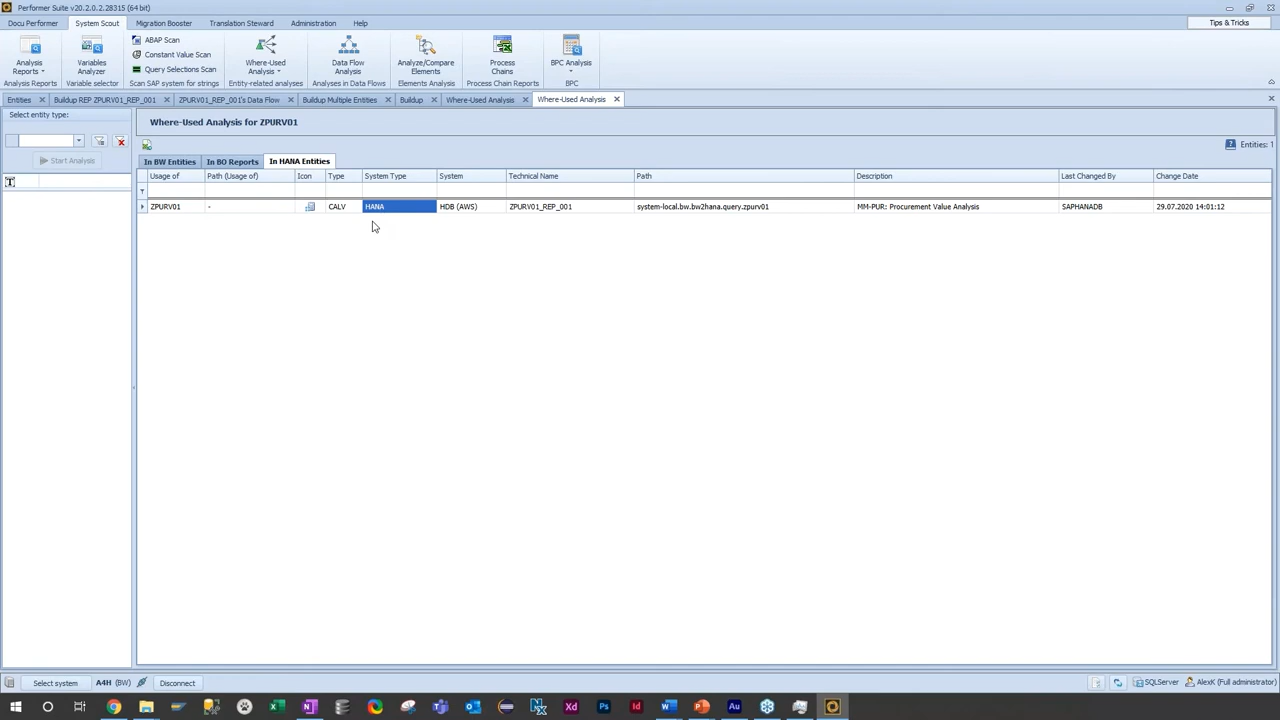 Performer Suite v20.2.0.2.28315 (64 bit)
Docu Performer System Scout Migration Booster Translation Steward Administration Help Tips & Tricks
Analysis Reports
Variables Analyzer
ABAP Scan
Constant Value Scan
Query Selections Scan
Where-Used Analysis
Data Flow Analysis
Analyze/Compare Elements
Process Chains
BPC Analysis
Analysis Reports Variable selector Scan SAP system for strings Entity-related analyses Analyses in Data Flows Elements Analysis Process Chain Reports BPC
Entities Buildup REP ZPURV01_REP_001 ZPURV01_REP_001's Data Flow Buildup Multiple Entities Buildup Where-Used Analysis Where-Used Analysis
Select entity type:
Start Analysis
Where-Used Analysis for ZPURV01
Entities: 1
In BW Entities In BO Reports In HANA Entities
Usage of Path (Usage of) Icon Type System Type System Technical Name Path Description Last Changed By Change Date
ZPURV01 - CALV HANA HDB (AWS) ZPURV01_REP_001 system-local.bw.bw2hana.query.zpurv01 MM-PUR: Procurement Value Analysis SAPHANADB 29.07.2020 14:01:12
Select system A4H (BW) Disconnect SQLServer AlexK (Full administrator)